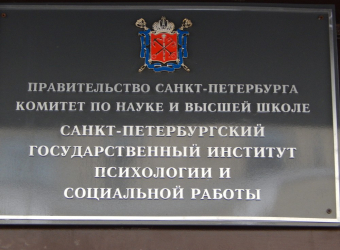 ПРАВИТЕЛЬСТВО САНКТ-ПЕТЕРБУРГА
КОМИТЕТ ПО НАУКЕ И ВЫСШЕЙ ШКОЛЕ
САНКТ-ПЕТЕРБУРГСКИЙ
ГОСУДАРСТВЕННЫЙ ИНСТИТУТ
ПСИХОЛОГИИ И
СОЦИАЛЬНОЙ РАБОТЫ